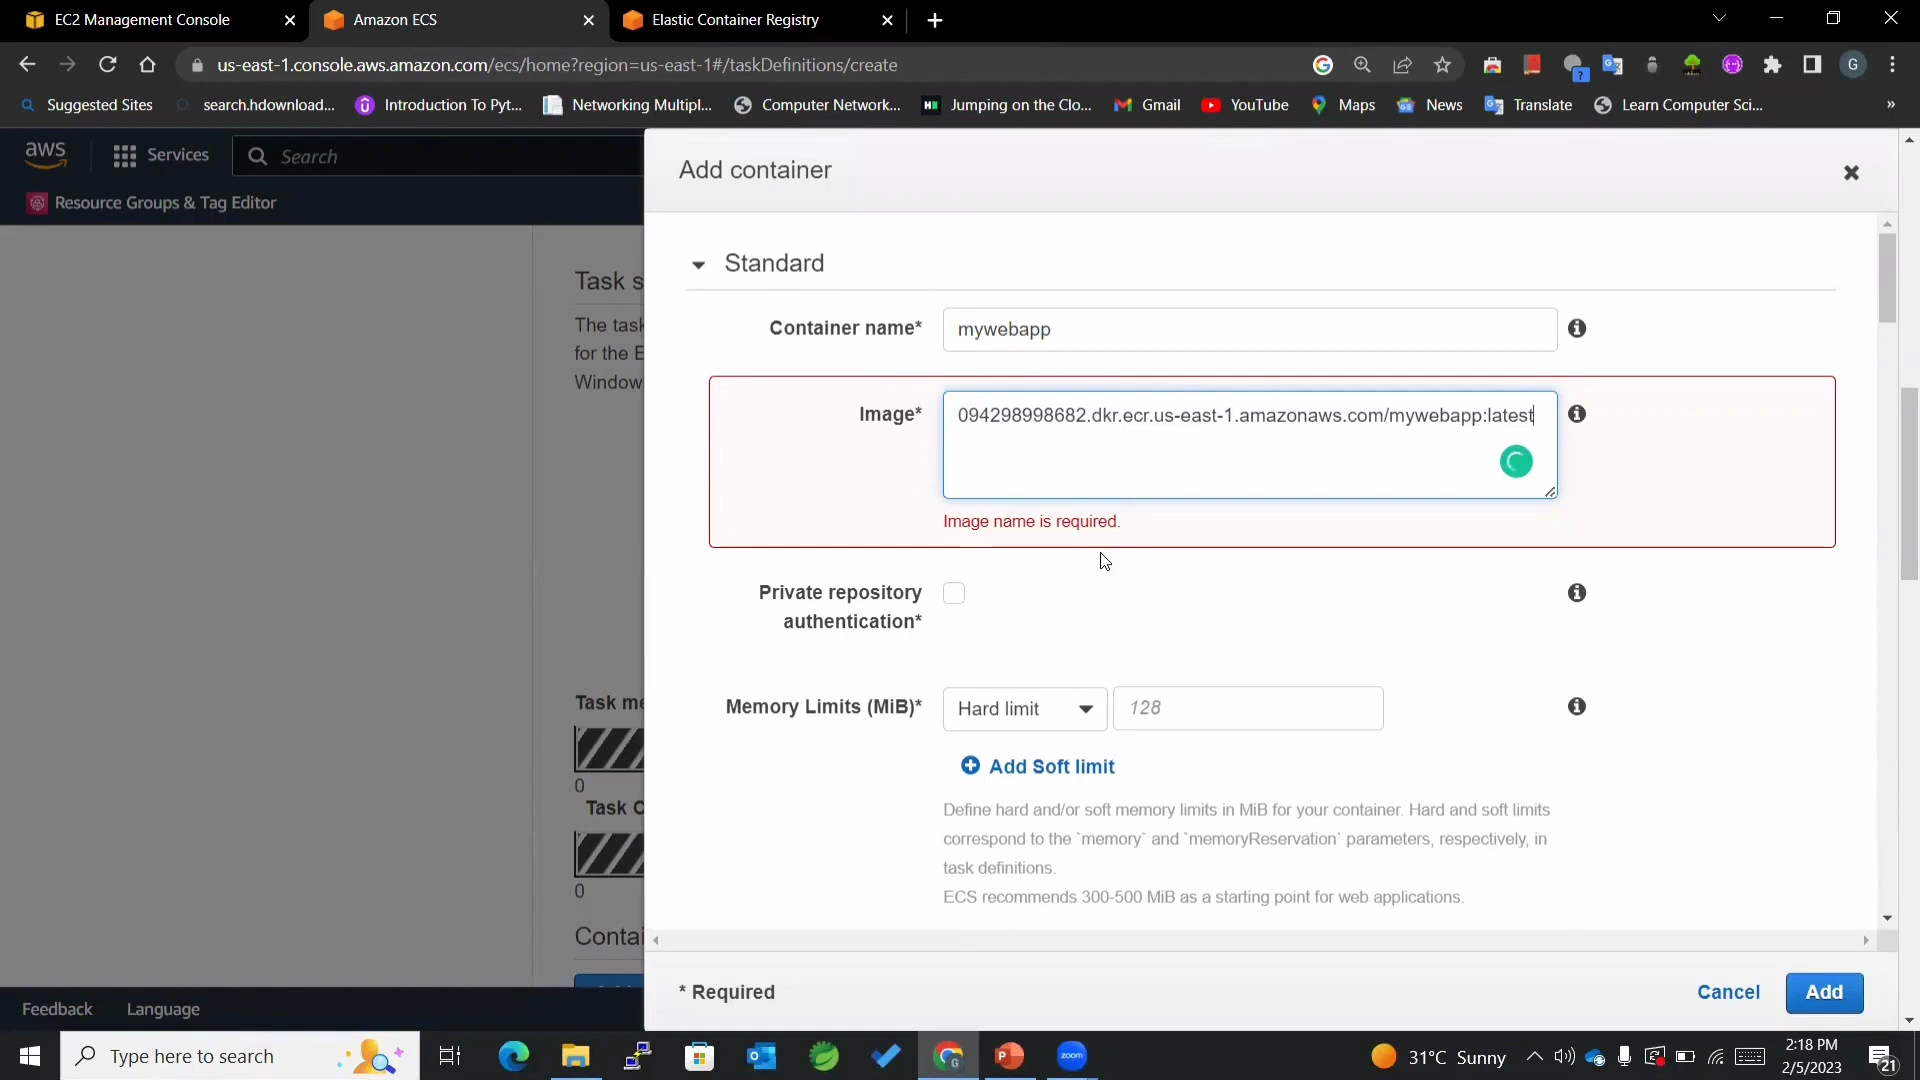 EC2 Management Console
Amazon ECS
Elastic Container Registry
us-east-1.console.aws.amazon.com/ecs/home?region=us-east-1#/taskDefinitions/create
G
Suggested Sites
search.hdownload...
Introduction To Pyt...
Networking Multipl...
Computer Network...
Jumping on the Clo...
Gmail
YouTube
Maps
News
Translate
Learn Computer Sci...
»
aws
Services
Search
Resource Groups & Tag Editor
Add container
Standard
Task s
The task
for the E
Window
Container name*
mywebapp
Image*
094298998682.dkr.ecr.us-east-1.amazonaws.com/mywebapp:latest
Image name is required.
Private repository
authentication*
Memory Limits (MiB)*
Hard limit
128
Task me
0
Task C
0
Add Soft limit
Define hard and/or soft memory limits in MiB for your container. Hard and soft limits
correspond to the `memory` and `memoryReservation` parameters, respectively, in
task definitions.
ECS recommends 300-500 MiB as a starting point for web applications.
Contai
* Required
Cancel
Add
Feedback
Language
Type here to search
zoom
31°C Sunny
2:18 PM
2/5/2023
21